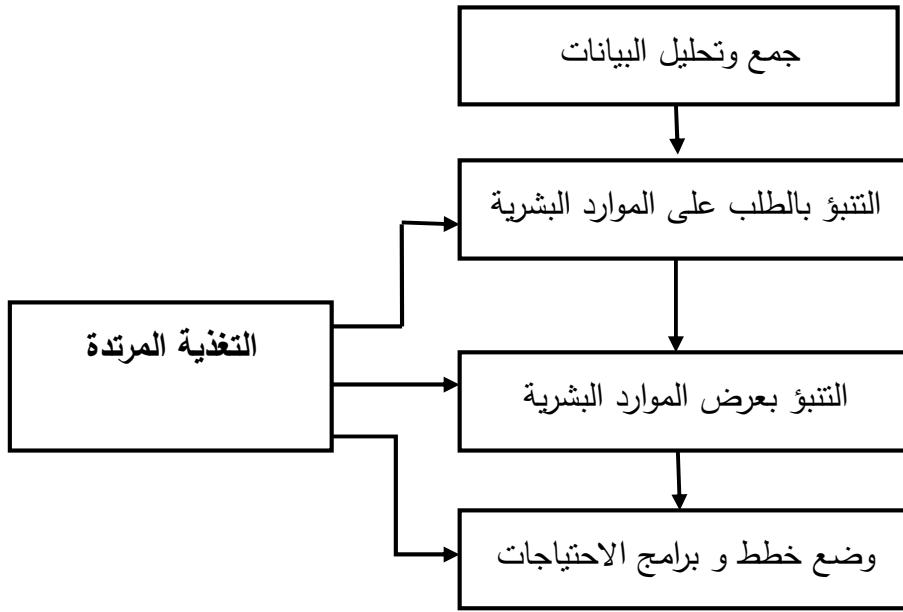 جمع وتحليل البيانات
التنبؤ بالطلب على الموارد البشرية
التغذية المرتدة
التنبؤ بعرض الموارد البشرية
وضع خطط و برامج الاحتياجات